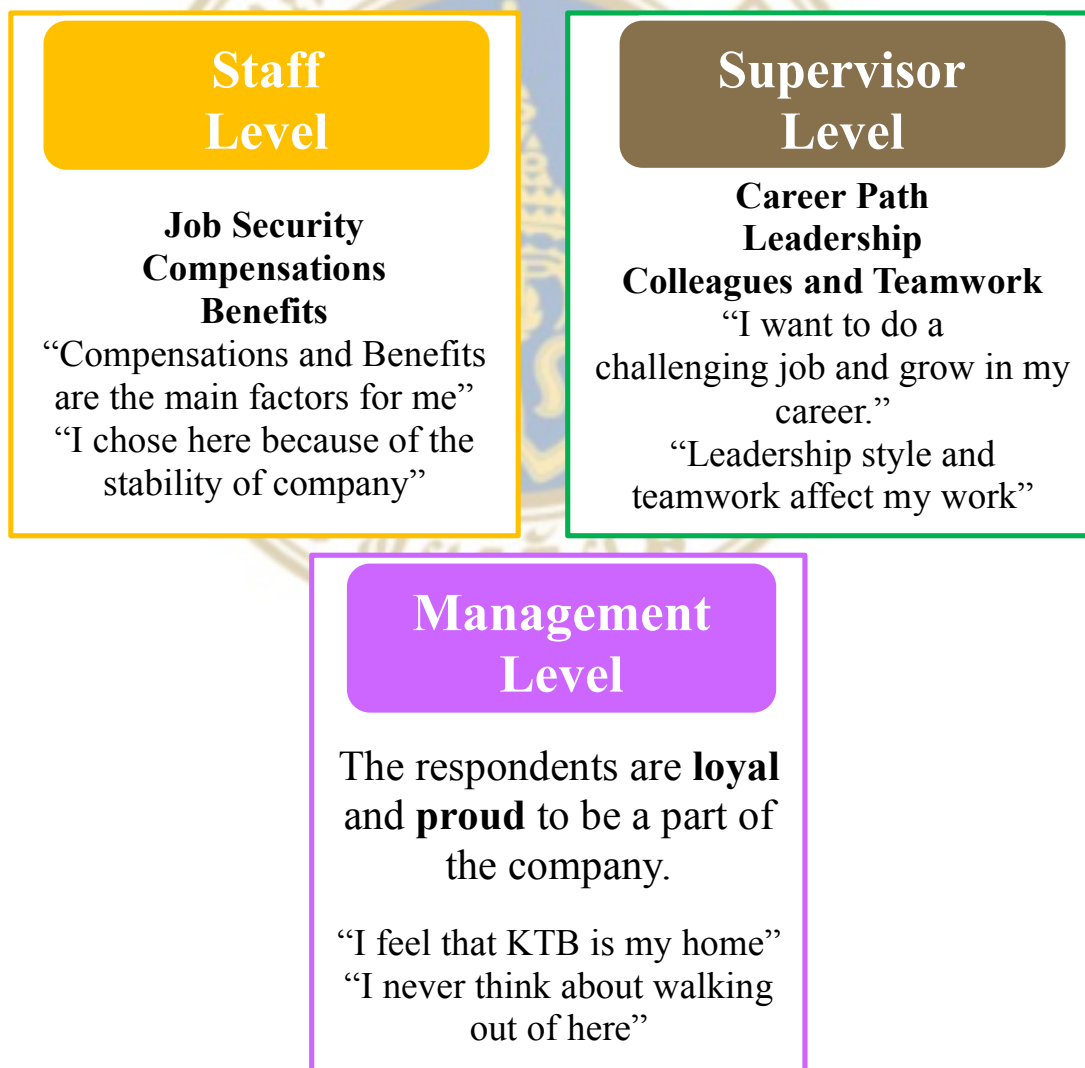 Staff
Level
Job Security
Compensations
Benefits
“Compensations and Benefits
are the main factors for me”
“I chose here because of the
stability of company”
Supervisor
Level
Career Path
Leadership
Colleagues and Teamwork
“I want to do a
challenging job and grow in my
career.”
“Leadership style and
teamwork affect my work”
Management
Level
The respondents are loyal
and proud to be a part of
the company.
“I feel that KTB is my home”
“I never think about walking
out of here”